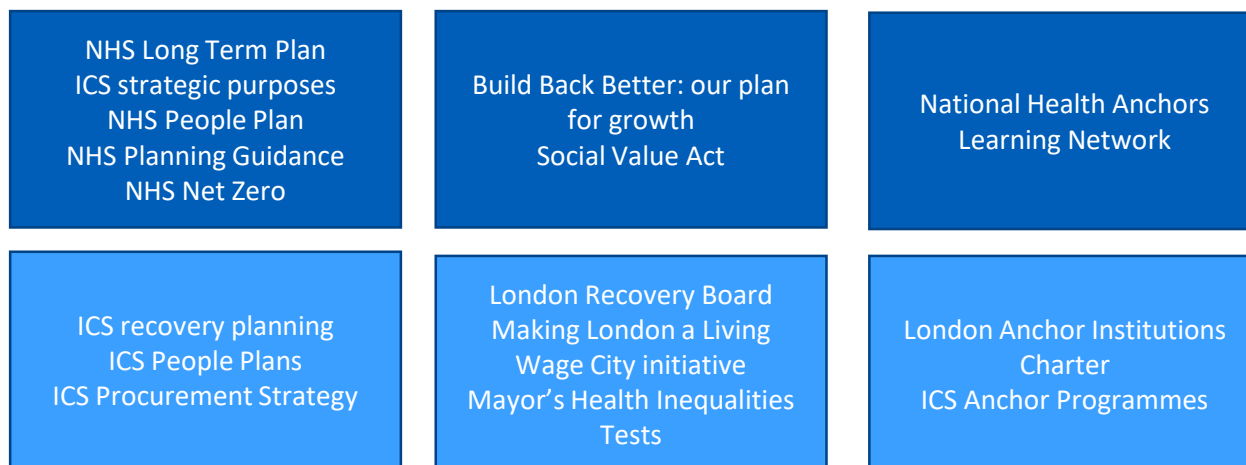 NHS Long Term Plan
ICS strategic purposes
NHS People Plan
NHS Planning Guidance
NHS Net Zero
Build Back Better: our plan
for growth
Social Value Act
National Health Anchors
Learning Network
ICS recovery planning
ICS People Plans
ICS Procurement Strategy
London Recovery Board
Making London a Living
Wage City initiative
Mayor’s Health Inequalities
Tests
London Anchor Institutions
Charter
ICS Anchor Programmes